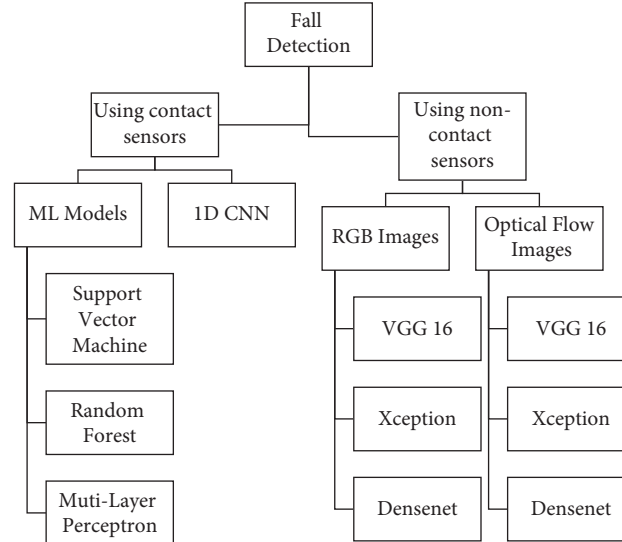 Fall
Detection
Using contact
sensors
Using non-
contact
sensors
ML Models
1D CNN
RGB Images
Optical Flow
Images
Support
Vector
Machine
Random
Forest
Muti-Layer
Perceptron
VGG 16
Xception
Densenet
VGG 16
Xception
Densenet